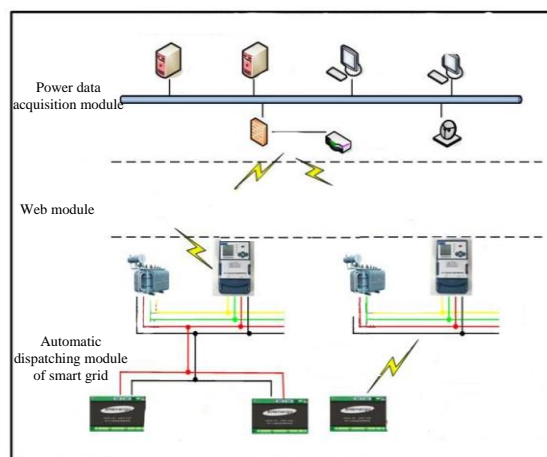 Power data
acquisition module
Web module
Automatic
dispatching module
of smart grid